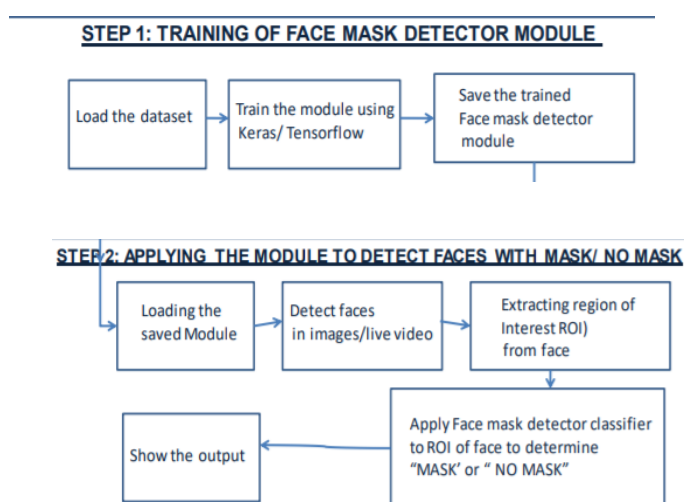 STEP 1: TRAINING OF FACE MASK DETECTOR MODULE
Load the dataset
Train the module using
Keras/ Tensorflow
Save the trained
Face mask detector
module
STEP 2: APPLYING THE MODULE TO DETECT FACES WITH MASK/ NO MASK
Loading the
saved Module
Detect faces
in images/live video
Extracting region of
Interest ROI)
from face
Apply Face mask detector classifier
to ROI of face to determine
“MASK’ or “ NO MASK”
Show the output